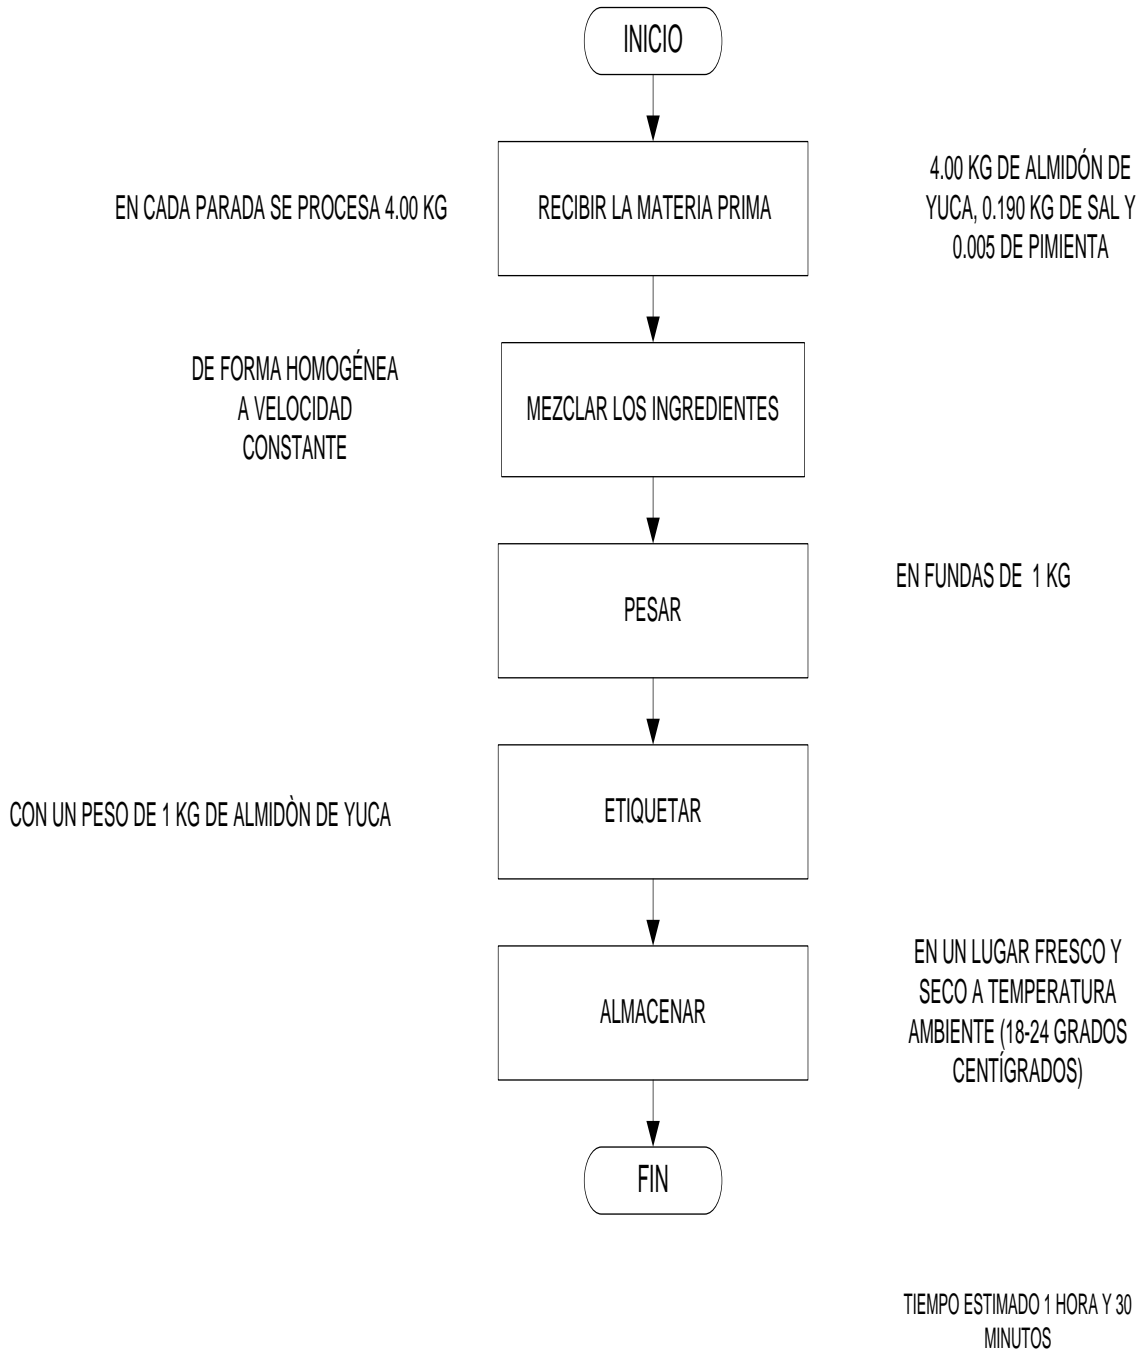 INICIO
EN CADA PARADA SE PROCESA 4.00 KG
RECIBIR LA MATERIA PRIMA
4.00 KG DE ALMIDÓN DE
YUCA, 0.190 KG DE SAL Y
0.005 DE PIMIENTA
DE FORMA HOMOGÉNEA
A VELOCIDAD
CONSTANTE
MEZCLAR LOS INGREDIENTES
PESAR
EN FUNDAS DE 1 KG
CON UN PESO DE 1 KG DE ALMIDÒN DE YUCA
ETIQUETAR
ALMACENAR
EN UN LUGAR FRESCO Y
SECO A TEMPERATURA
AMBIENTE (18-24 GRADOS
CENTÍGRADOS)
FIN
TIEMPO ESTIMADO 1 HORA Y 30
MINUTOS